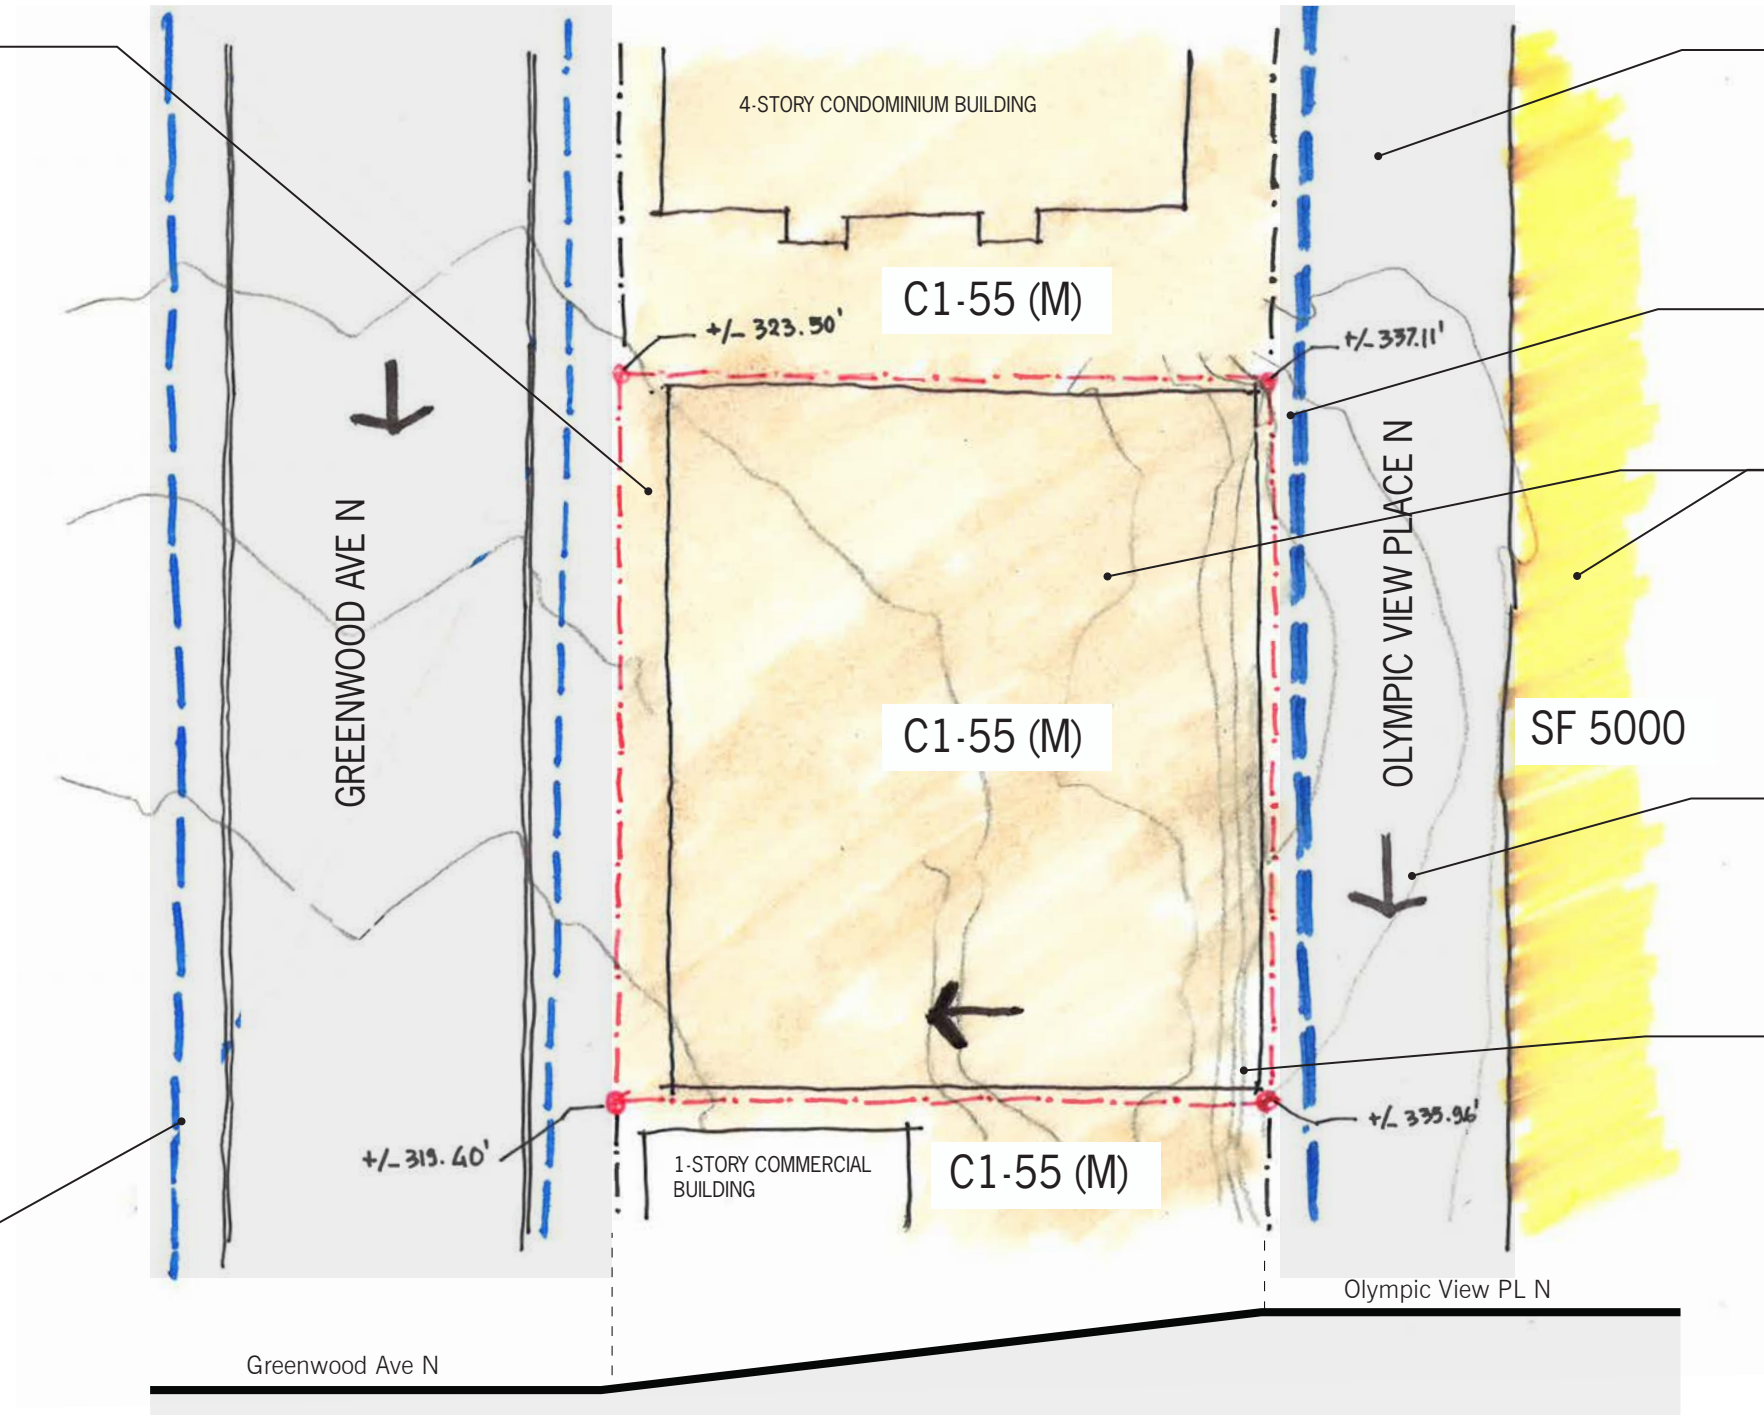 4-STORY CONDOMINIUM BUILDING
C1-55 (M)
+/- 323.50'
+/- 337.11'
GREENWOOD AVE N
OLYMPIC VIEW PLACE N
C1-55 (M)
SF 5000
+/- 319.40'
+/- 335.96'
1-STORY COMMERCIAL
BUILDING
C1-55 (M)
Olympic View PL N
Greenwood Ave N